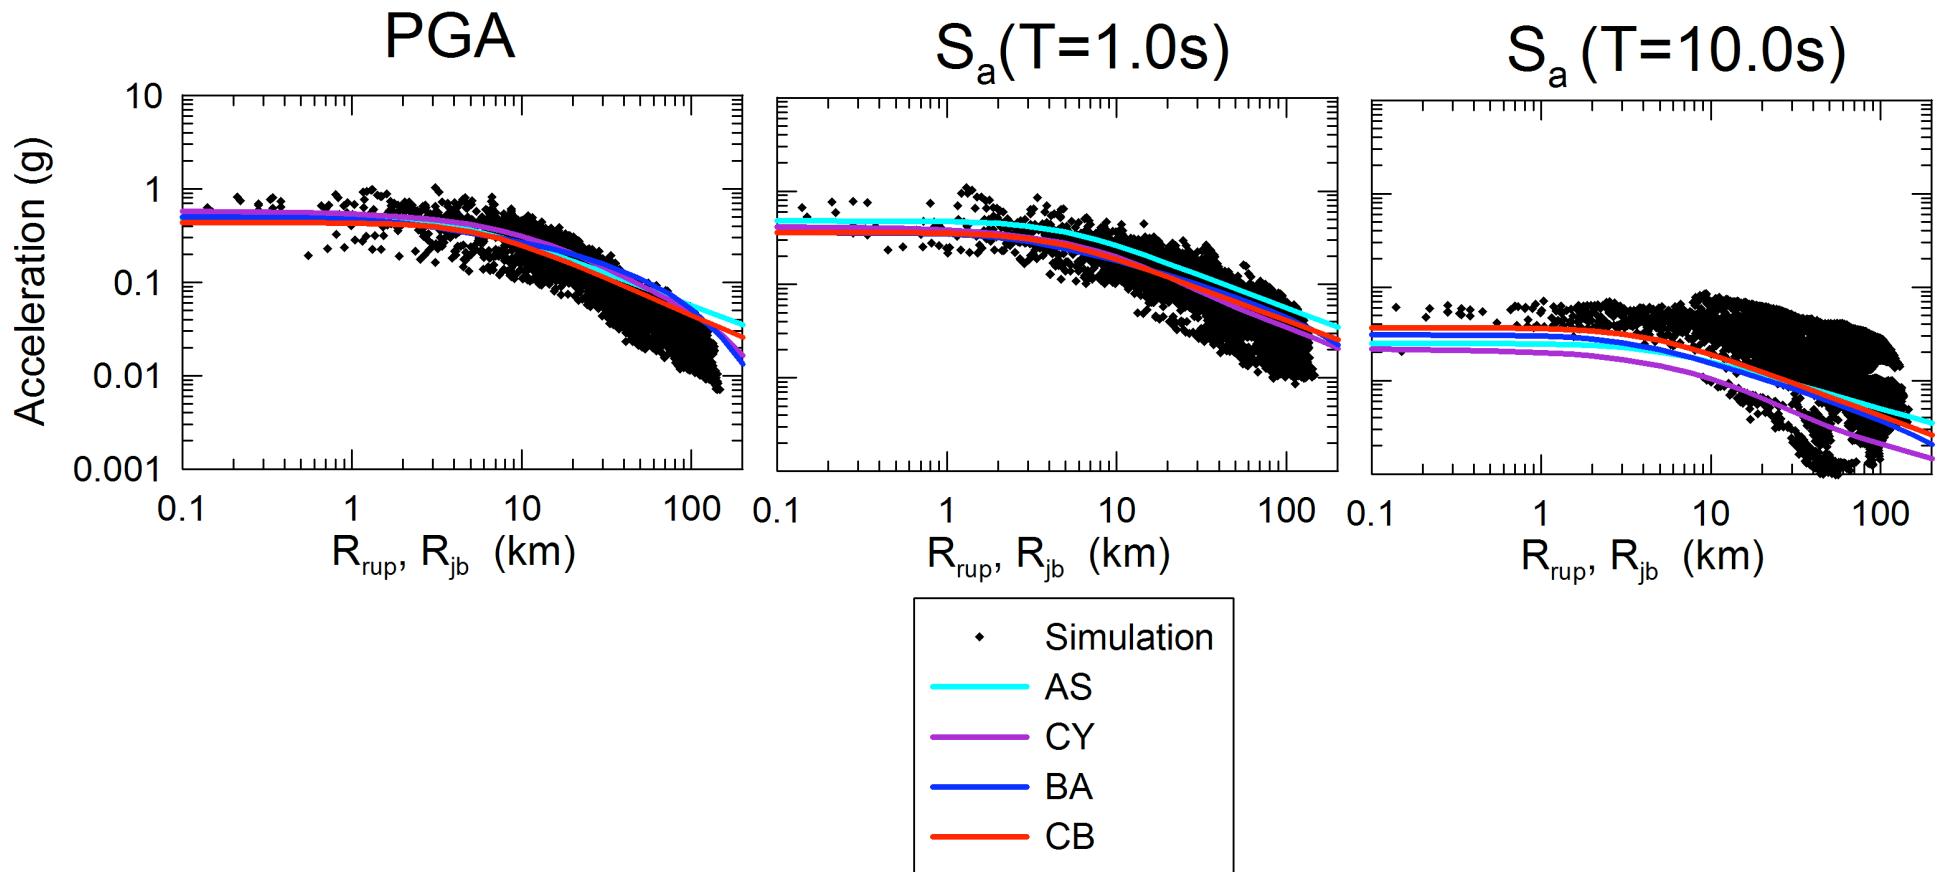 PGA
Sa(T=1.0s)
Sa (T=10.0s)
Acceleration (g)
10
1
0.1
0.01
0.001
0.1 1 10 100
0.1 1 10 100
0.1 1 10 100
Rrup, Rjb (km)
Rrup, Rjb (km)
Rrup, Rjb (km)
Simulation
AS
CY
BA
CB